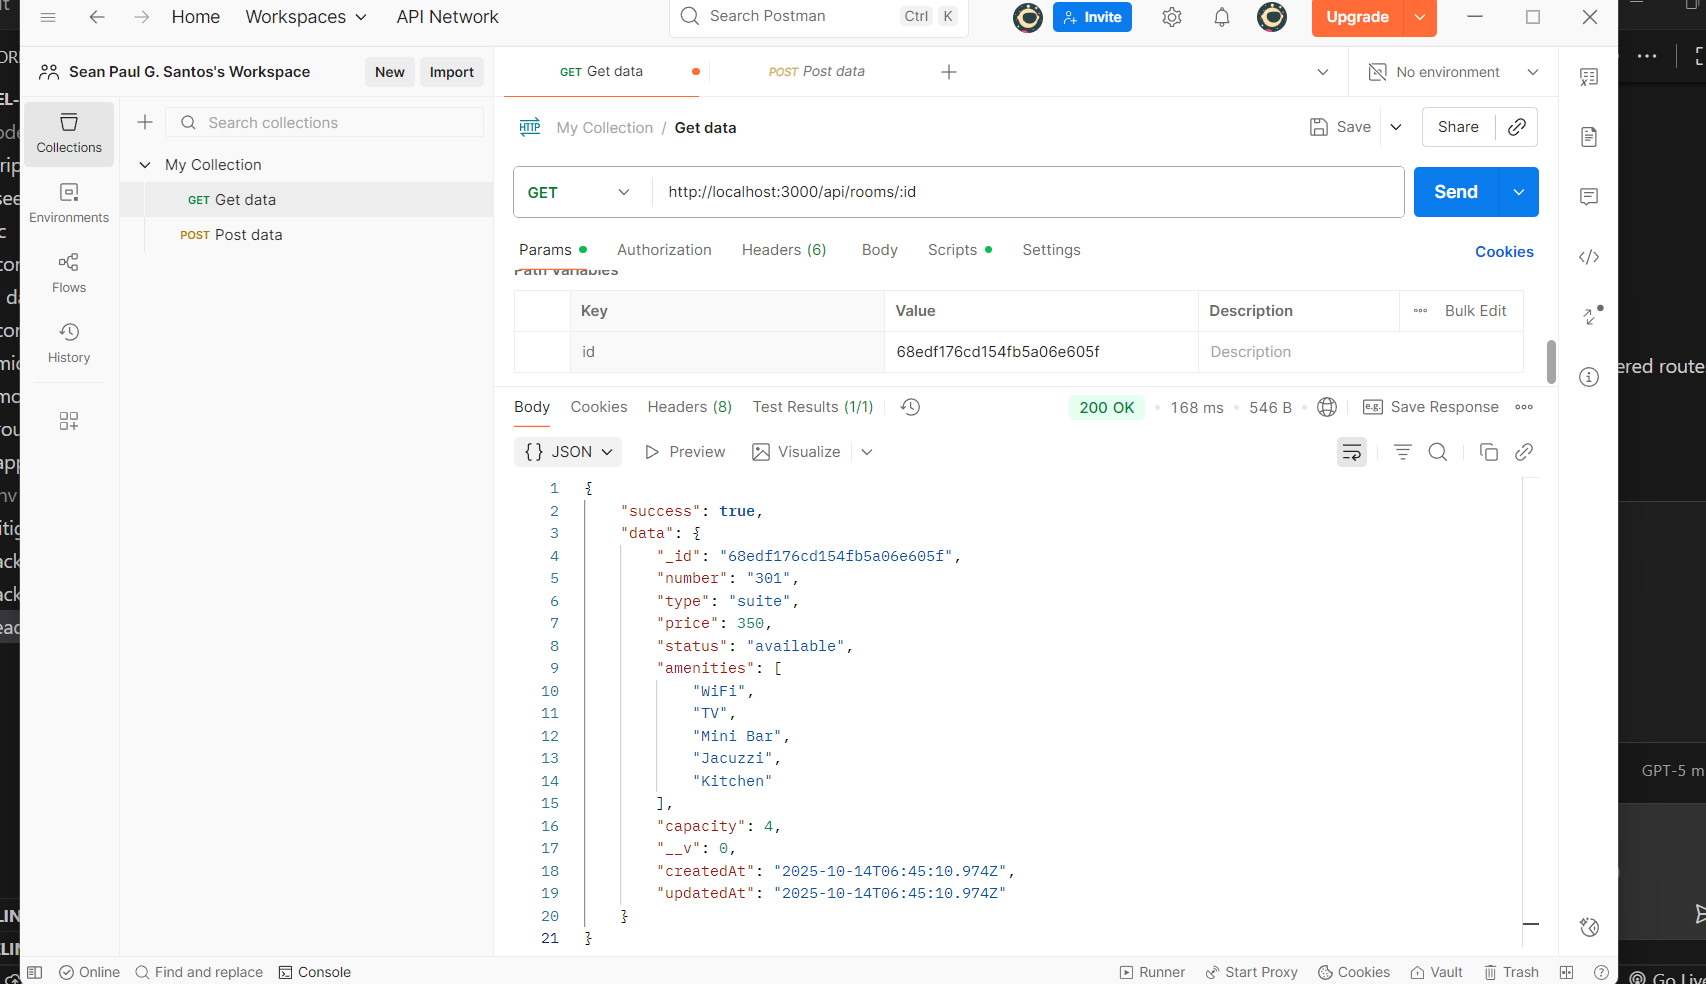 Home
Workspaces
API Network
Search Postman
Ctrl K
Invite
Upgrade
Sean Paul G. Santos's Workspace
New
Import
GET Get data
POST Post data
No environment
Collections
Environments
Flows
History
Search collections
My Collection
GET Get data
POST Post data
HTTP
My Collection / Get data
Save
Share
GET
http://localhost:3000/api/rooms/:id
Send
Params
Authorization
Headers (6)
Body
Scripts
Settings
Cookies
Path Variables
Key Value Description Bulk Edit
id 68edf176cd154fb5a06e605f Description
Body Cookies Headers (8) Test Results (1/1)
200 OK 168 ms 546 B
e.g. Save Response
{} JSON
Preview
Visualize
1 {
2 "success": true,
3 "data": {
4 "_id": "68edf176cd154fb5a06e605f",
5 "number": "301",
6 "type": "suite",
7 "price": 350,
8 "status": "available",
9 "amenities": [
10 "WiFi",
11 "TV",
12 "Mini Bar",
13 "Jacuzzi",
14 "Kitchen"
15 ],
16 "capacity": 4,
17 "__v": 0,
18 "createdAt": "2025-10-14T06:45:10.974Z",
19 "updatedAt": "2025-10-14T06:45:10.974Z"
20 }
21 }
Online
Find and replace
Console
Runner
Start Proxy
Cookies
Vault
Trash
ered route
GPT-5 m
Go Live